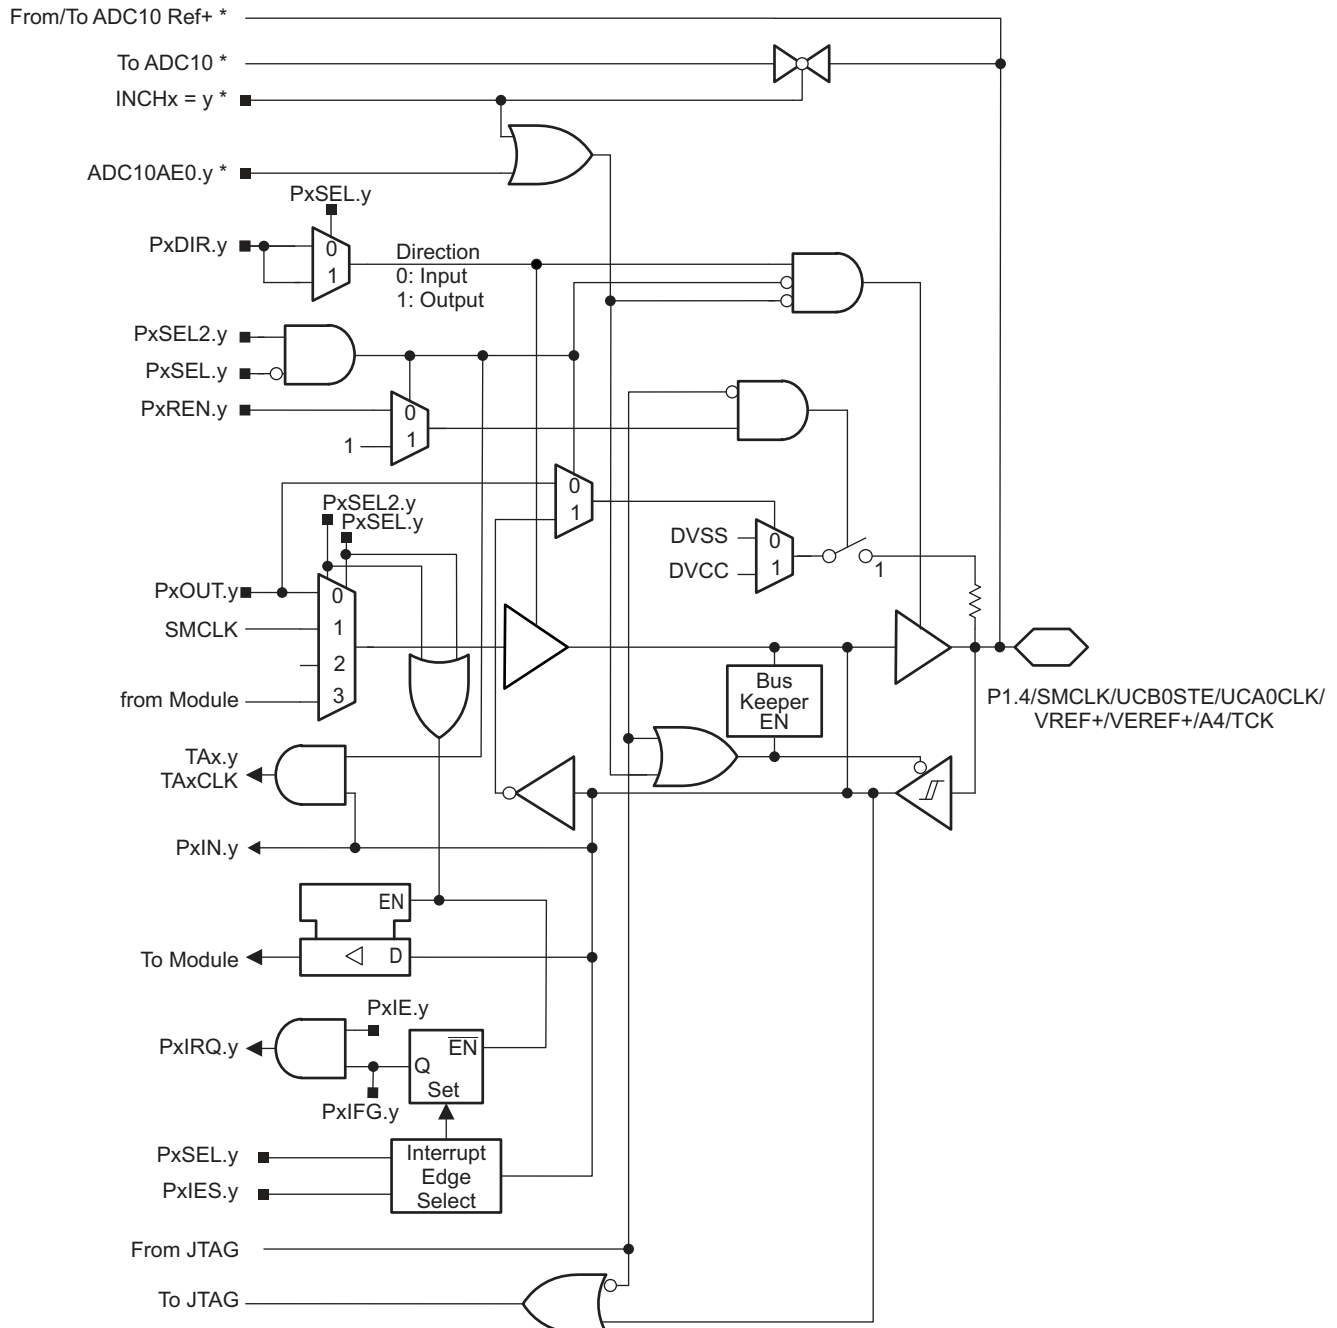 From/To ADC10 Ref+ *
To ADC10 *
INCHx = y *
ADC10AE0.y *
PxSEL.y
PxDIR.y
0
1
Direction
0: Input
1: Output
PxSEL2.y
PxSEL.y
PxREN.y
0
1
1
0
1
PxSEL2.y
PxSEL.y
DVSS
DVCC
0
1
1
PxOUT.y
SMCLK
from Module
0
1
2
3
Bus
Keeper
EN
P1.4/SMCLK/UCB0STE/UCA0CLK/
VREF+/VEREF+/A4/TCK
TAx.y
TAxCLK
PxIN.y
EN
D
To Module
PxIE.y
PxIRQ.y
EN
Q
Set
PxIFG.y
PxSEL.y
PxIES.y
Interrupt
Edge
Select
From JTAG
To JTAG